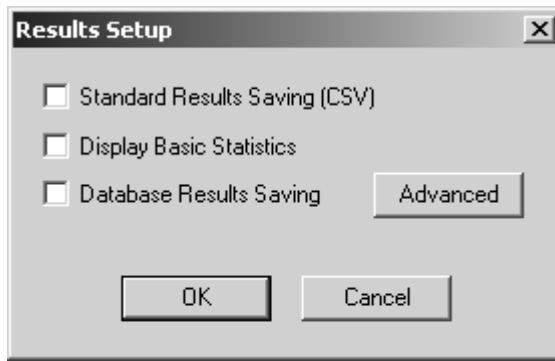 Results Setup
Standard Results Saving (CSV)
Display Basic Statistics
Database Results Saving Advanced
OK Cancel